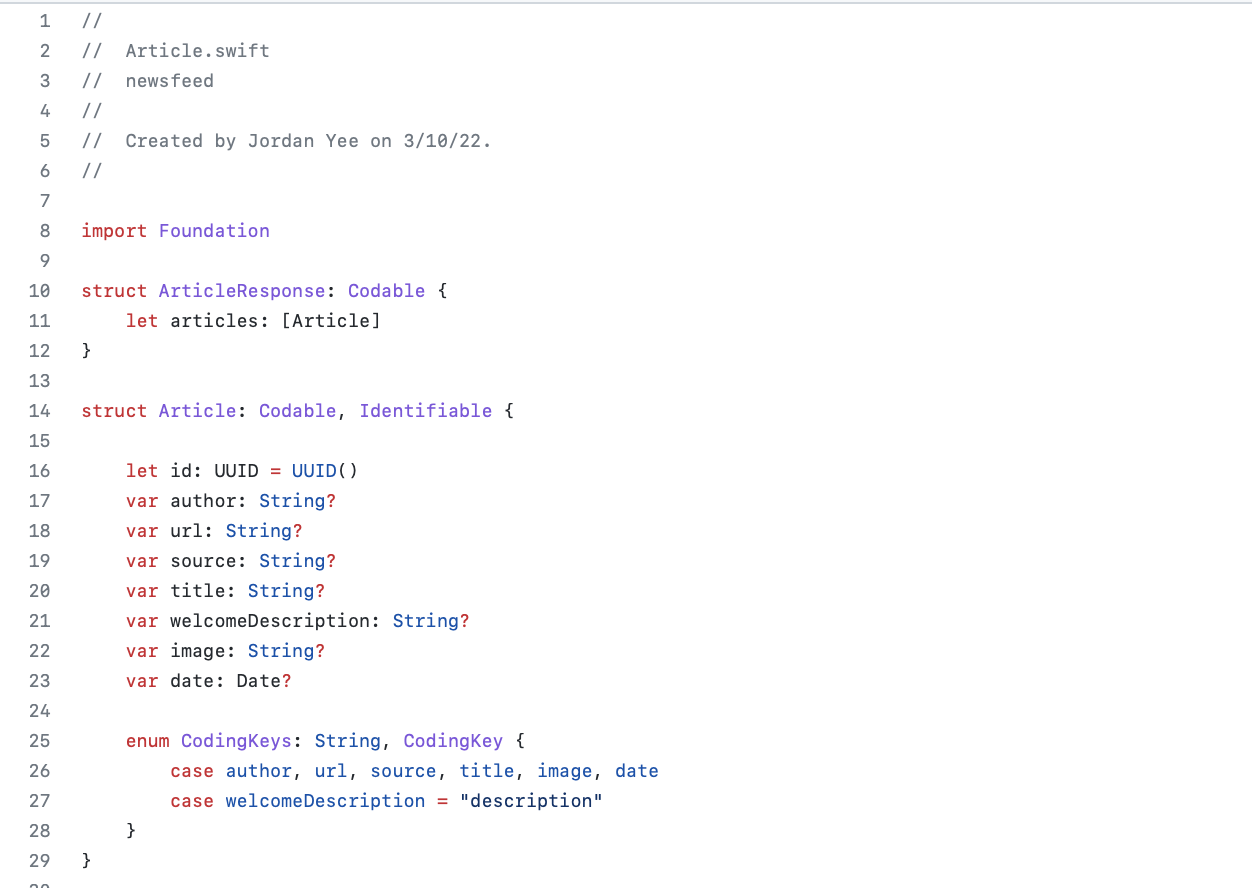 1 //
2 //  Article.swift
3 //  newsfeed
4 //
5 //  Created by Jordan Yee on 3/10/22.
6 //
7
8 import Foundation
9
10 struct ArticleResponse: Codable {
11     let articles: [Article]
12 }
13
14 struct Article: Codable, Identifiable {
15
16     let id: UUID = UUID()
17     var author: String?
18     var url: String?
19     var source: String?
20     var title: String?
21     var welcomeDescription: String?
22     var image: String?
23     var date: Date?
24
25     enum CodingKeys: String, CodingKey {
26         case author, url, source, title, image, date
27         case welcomeDescription = "description"
28     }
29 }